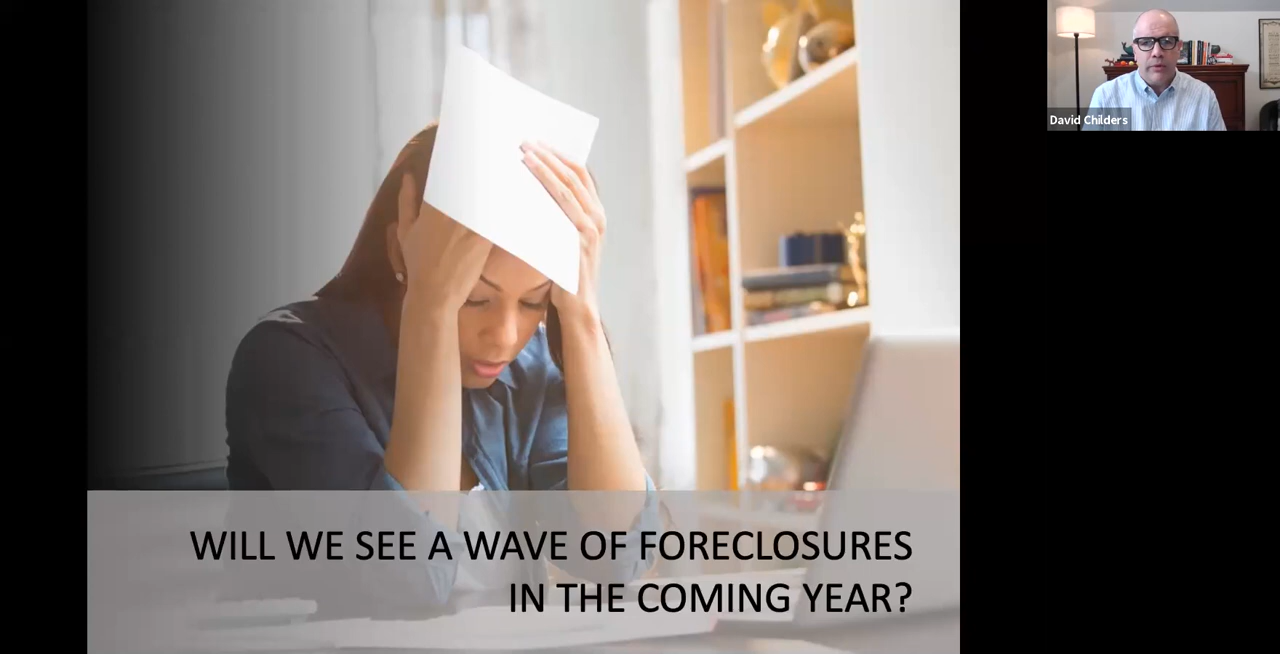 David Childers
WILL WE SEE A WAVE OF FORECLOSURES
IN THE COMING YEAR?